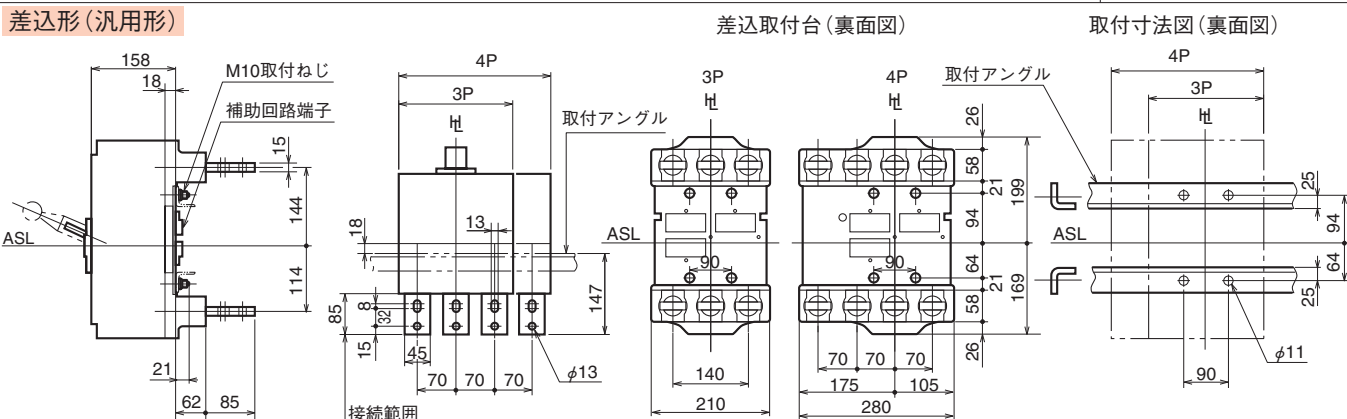 差込形(汎用形)
差込取付台(裏面図)
取付寸法図(裏面図)
158
18
M10取付ねじ
補助回路端子
15
144
ASL
114
21
62
85
4P
3P
HL
取付アングル
18
13
85
8
32
15
45
70
70
70
147
φ13
接続範囲
3P
HL
ASL
90
140
210
4P
HL
90
70
70
70
175
105
280
26
58
21
94
199
64
21
169
58
26
取付アングル
4P
3P
HL
ASL
25
94
64
25
φ11
90